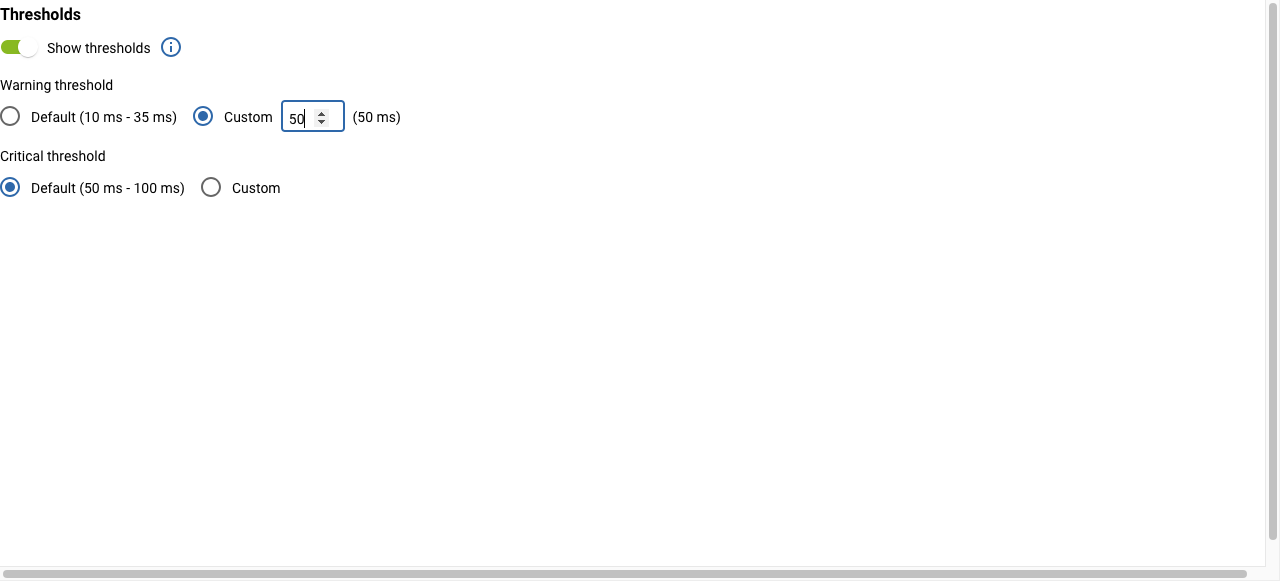 Thresholds
Show thresholds
Warning threshold
Default (10 ms - 35 ms) Custom 50 (50 ms)
Critical threshold
Default (50 ms - 100 ms) Custom